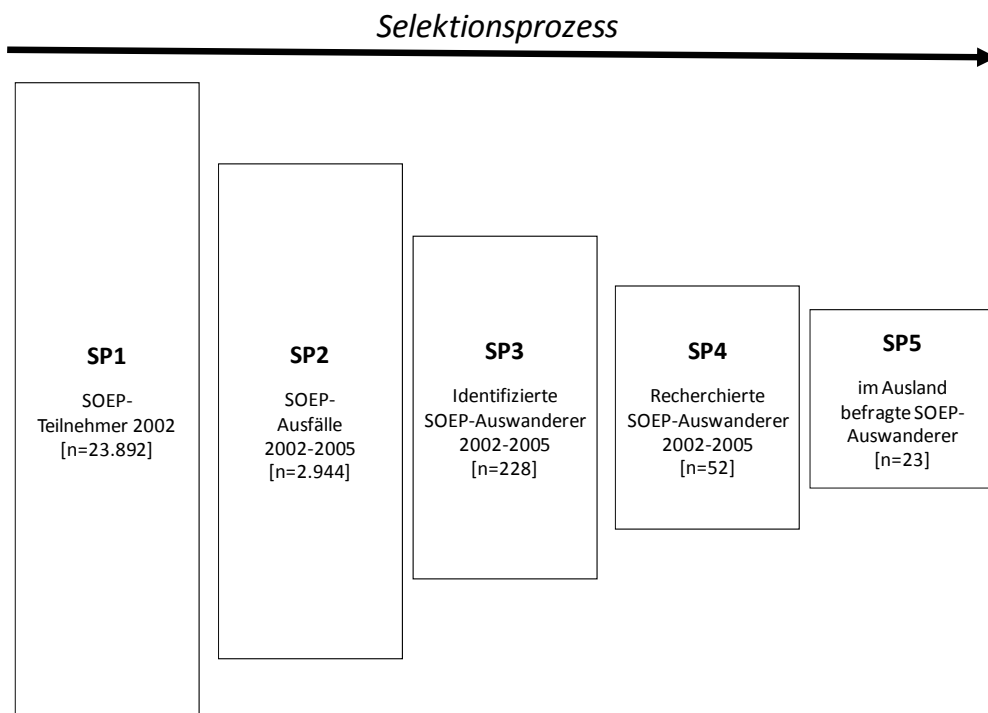 Selektionsprozess
SP1
SOEP-
Teilnehmer 2002
[n=23.892]
SP2
SOEP-
Ausfälle
2002-2005
[n=2.944]
SP3
Identifizierte
SOEP-Auswanderer
2002-2005
[n=228]
SP4
Recherchierte
SOEP-Auswanderer
2002-2005
[n=52]
SP5
im Ausland
befragte SOEP-
Auswanderer
[n=23]